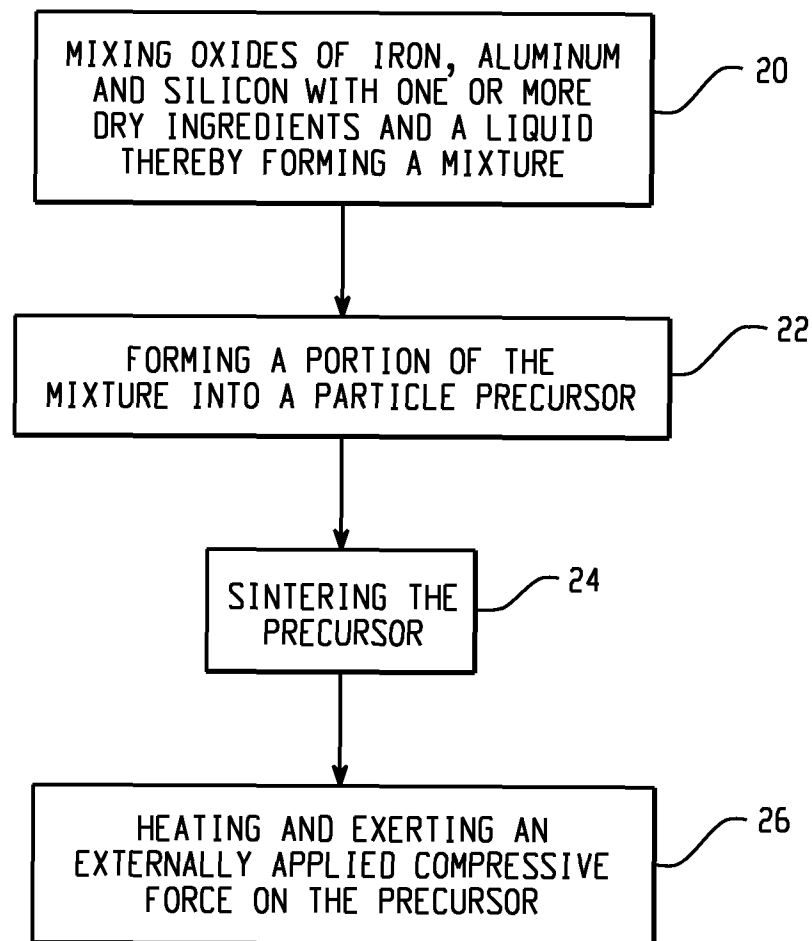 MIXING OXIDES OF IRON, ALUMINUM
AND SILICON WITH ONE OR MORE
DRY INGREDIENTS AND A LIQUID
THEREBY FORMING A MIXTURE
20
FORMING A PORTION OF THE
MIXTURE INTO A PARTICLE PRECURSOR
22
SINTERING THE
PRECURSOR
24
HEATING AND EXERTING AN
EXTERNALLY APPLIED COMPRESSIVE
FORCE ON THE PRECURSOR
26